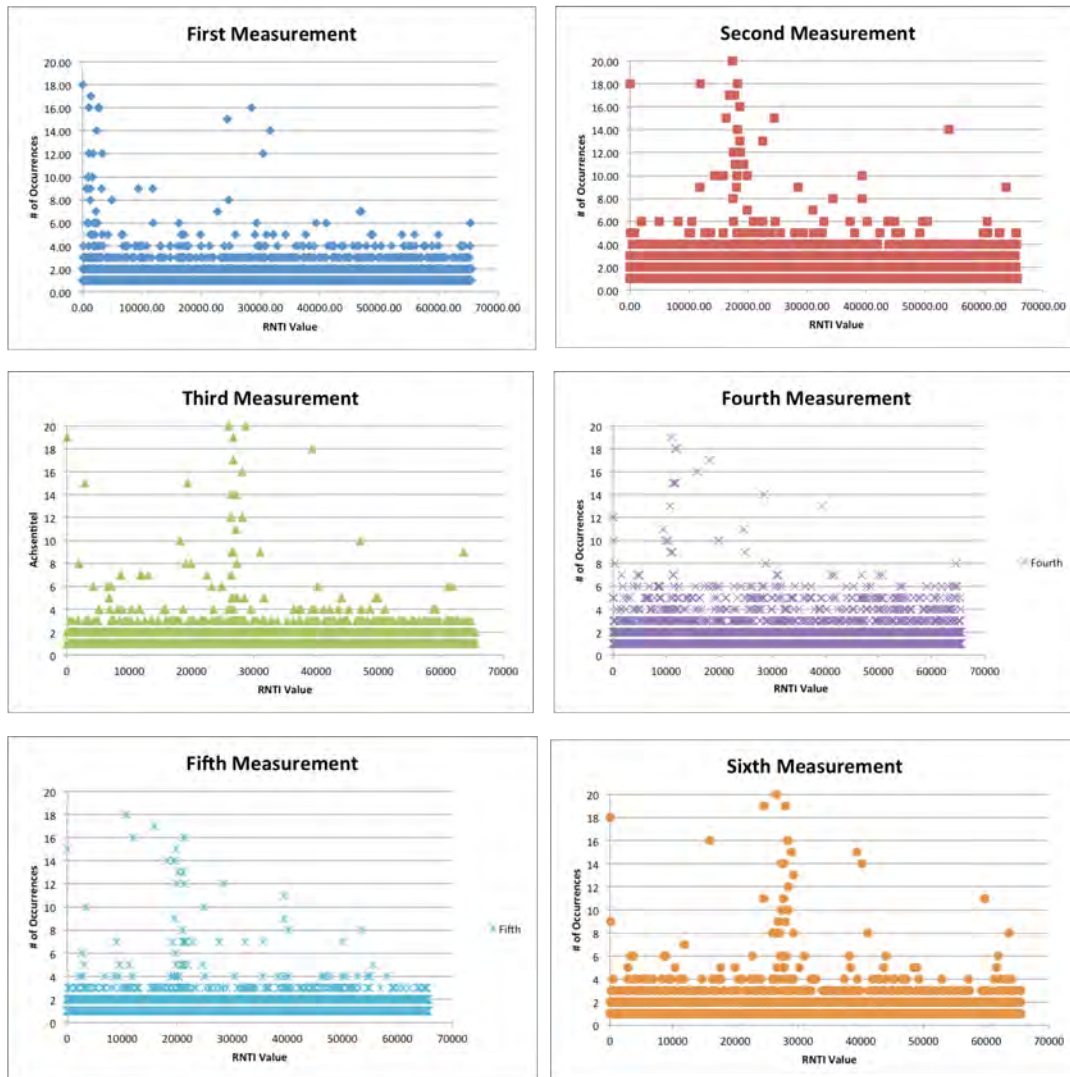 First Measurement
# of Occurrences
20.00
18.00
16.00
14.00
12.00
10.00
8.00
6.00
4.00
2.00
0.00
0.00 10000.00 20000.00 30000.00 40000.00 50000.00 60000.00 70000.00
RNTI Value
Second Measurement
# of Occurrences
20.00
18.00
16.00
14.00
12.00
10.00
8.00
6.00
4.00
2.00
0.00
0.00 10000.00 20000.00 30000.00 40000.00 50000.00 60000.00 70000.00
RNTI Value
Third Measurement
Achsentitel
20
18
16
14
12
10
8
6
4
2
0
0 10000 20000 30000 40000 50000 60000 70000
RNTI Value
Fourth Measurement
# of Occurrences
20
18
16
14
12
10
8
6
4
2
0
0 10000 20000 30000 40000 50000 60000 70000
RNTI Value
Fourth
Fifth Measurement
# of Occurrences
20
18
16
14
12
10
8
6
4
2
0
0 10000 20000 30000 40000 50000 60000 70000
RNTI Value
Fifth
Sixth Measurement
# of Occurrences
20
18
16
14
12
10
8
6
4
2
0
0 10000 20000 30000 40000 50000 60000 70000
RNTI Value